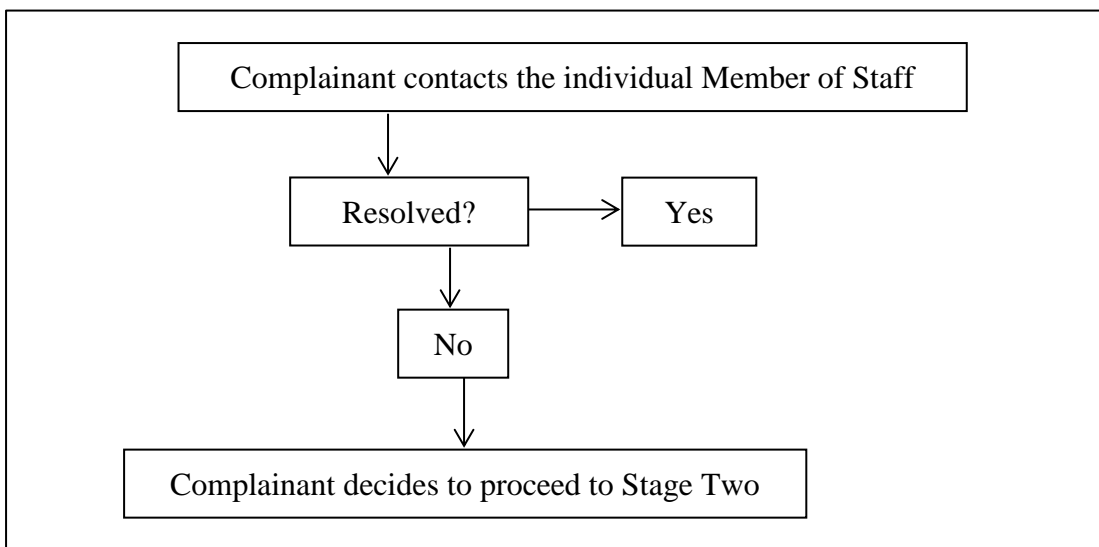 Complainant contacts the individual Member of Staff
Resolved?
Yes
No
Complainant decides to proceed to Stage Two